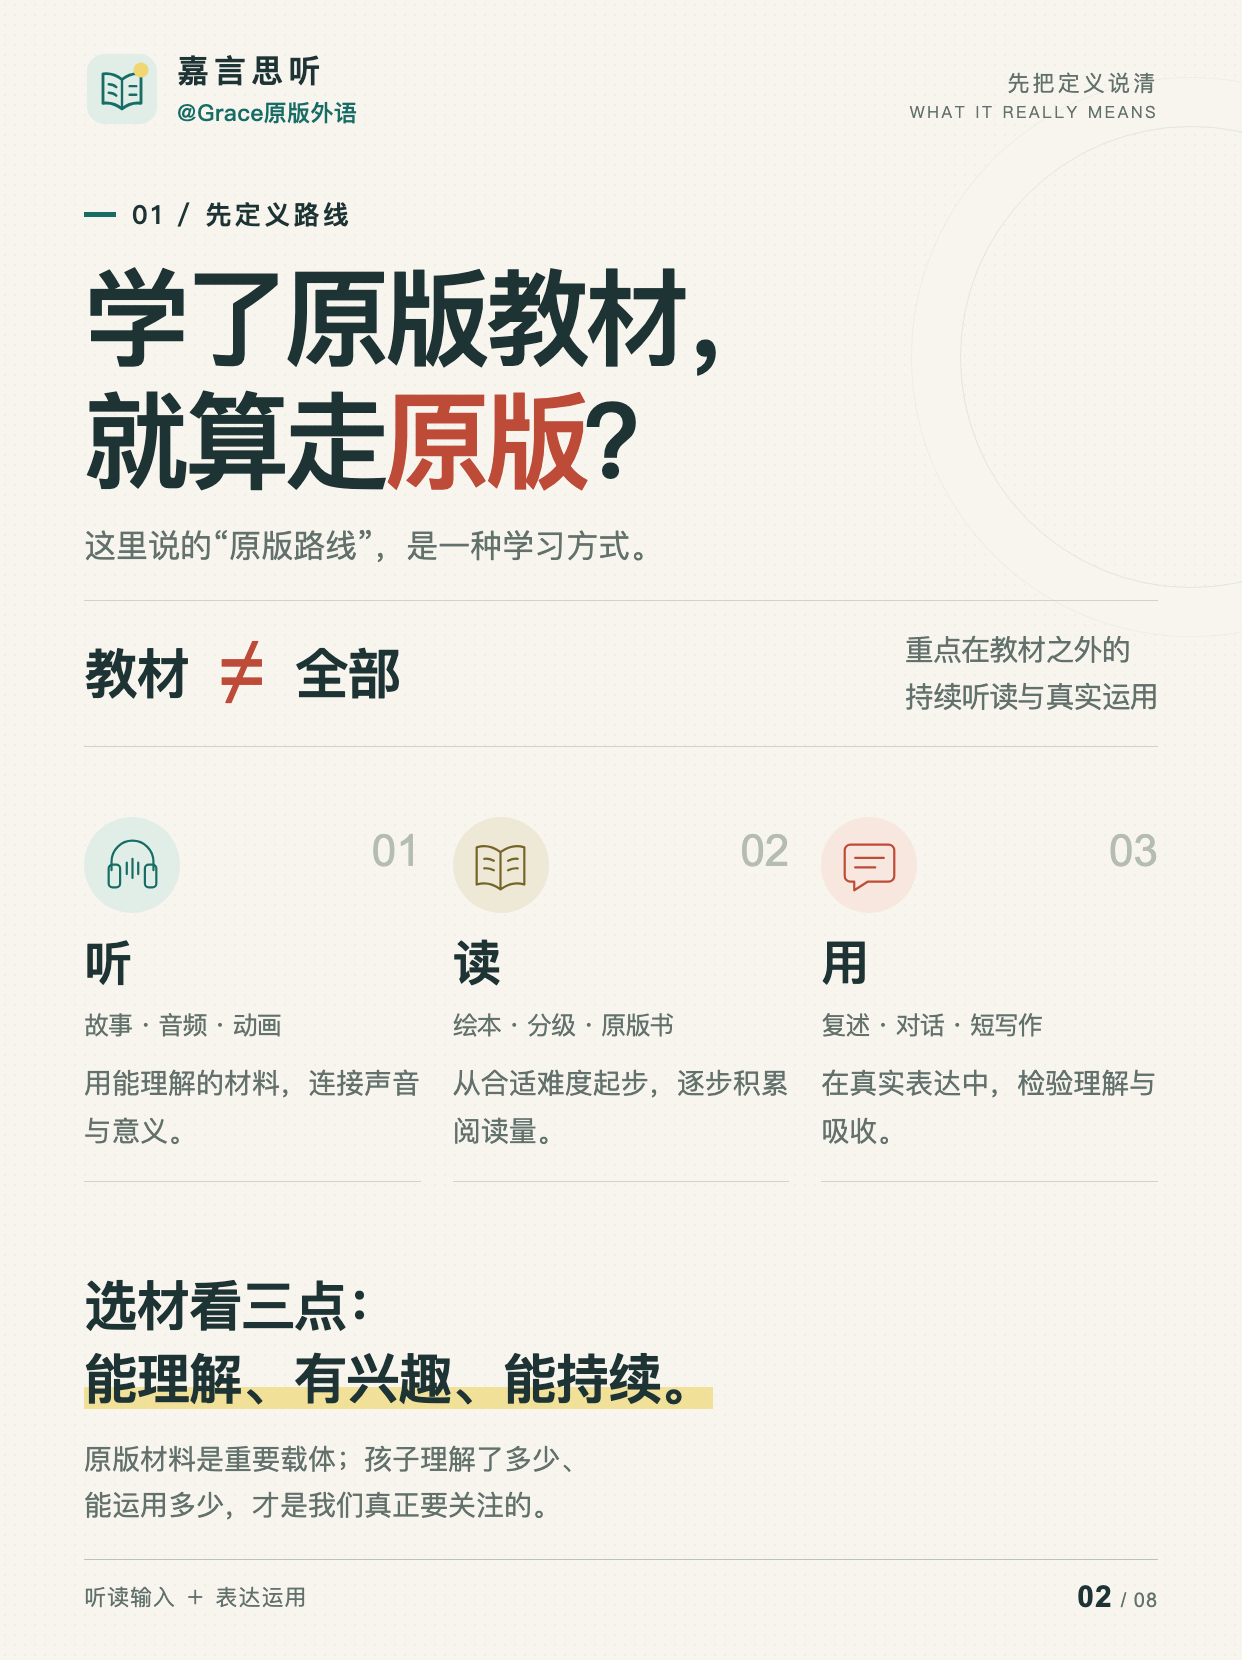 嘉言思听
@Grace原版外语
先把定义说清
WHAT IT REALLY MEANS
01 / 先定义路线
学了原版教材，
就算走原版？
这里说的“原版路线”，是一种学习方式。
教材 ≠ 全部
重点在教材之外的
持续听读与真实运用
01
听
故事 · 音频 · 动画
用能理解的材料，连接声音
与意义。
02
读
绘本 · 分级 · 原版书
从合适难度起步，逐步积累
阅读量。
03
用
复述 · 对话 · 短写作
在真实表达中，检验理解与
吸收。
选材看三点：
能理解、有兴趣、能持续。
原版材料是重要载体；孩子理解了多少、
能运用多少，才是我们真正要关注的。
听读输入 ＋ 表达运用
02 / 08